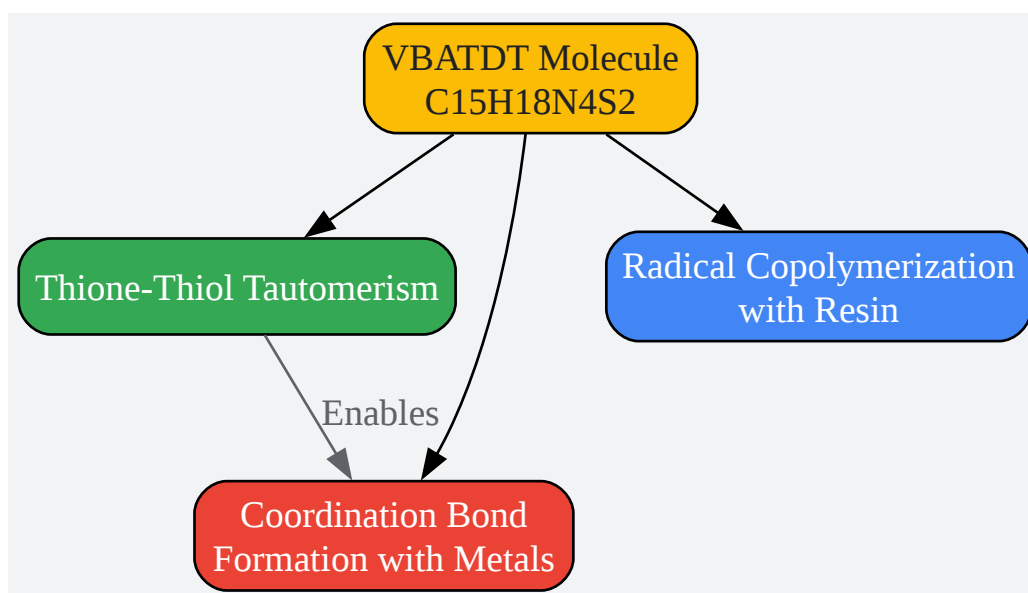 VBATDT Molecule
C15H18N4S2
Thione-Thiol Tautomerism
Radical Copolymerization
with Resin
Enables
Coordination Bond
Formation with Metals